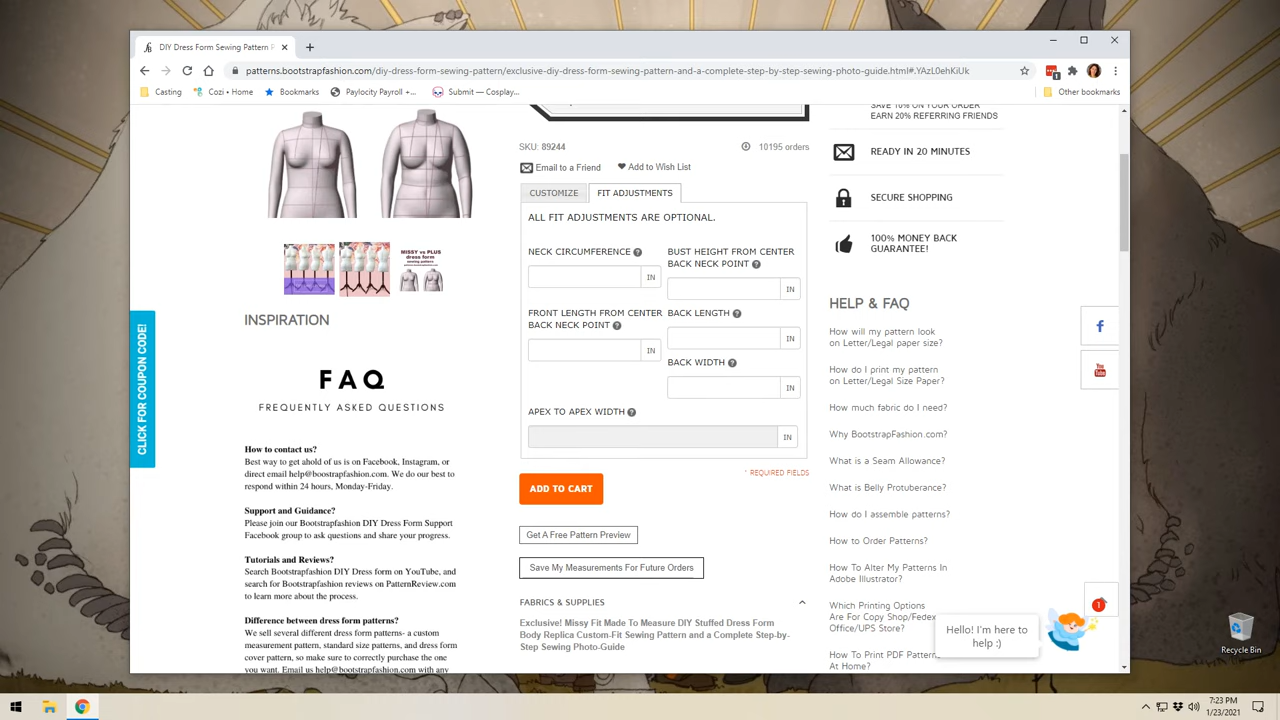 DIY Dress Form Sewing Pattern P
patterns.bootstrapfashion.com/diy-dress-form-sewing-pattern/exclusive-diy-dress-form-sewing-pattern-and-a-complete-step-by-step-sewing-photo-guide.html#.YAzL0ehKiUk
Casting
Cozi • Home
Bookmarks
Paylocity Payroll +...
Submit — Cosplay...
Other bookmarks
MISSY vs PLUS
dress form
sewing pattern
INSPIRATION
FAQ
FREQUENTLY ASKED QUESTIONS
How to contact us?
Best way to get ahold of us is on Facebook, Instagram, or
direct email help@boostrapfashion.com. We do our best to
respond within 24 hours, Monday-Friday.
Support and Guidance?
Please join our Bootstrapfashion DIY Dress Form Support
Facebook group to ask questions and share your progress.
Tutorials and Reviews?
Search Bootstrapfashion DIY Dress form on YouTube, and
search for Bootstrapfashion reviews on PatternReview.com
to learn more about the process.
Difference between dress form patterns?
We sell several different dress form patterns- a custom
measurement pattern, standard size patterns, and dress form
cover pattern, so make sure to correctly purchase the one
you want. Email us help@bootstrapfashion.com with any
CLICK FOR COUPON CODE!
SKU: 89244
10195 orders
Email to a Friend
Add to Wish List
CUSTOMIZE
FIT ADJUSTMENTS
ALL FIT ADJUSTMENTS ARE OPTIONAL.
NECK CIRCUMFERENCE ?
IN
BUST HEIGHT FROM CENTER
BACK NECK POINT ?
IN
FRONT LENGTH FROM CENTER
BACK NECK POINT ?
IN
BACK LENGTH ?
IN
BACK WIDTH ?
IN
APEX TO APEX WIDTH ?
IN
* REQUIRED FIELDS
ADD TO CART
Get A Free Pattern Preview
Save My Measurements For Future Orders
FABRICS & SUPPLIES
Exclusive! Missy Fit Made To Measure DIY Stuffed Dress Form
Body Replica Custom-Fit Sewing Pattern and a Complete Step-by-
Step Sewing Photo-Guide
SAVE 10% ON YOUR ORDER
EARN 20% REFERRING FRIENDS
READY IN 20 MINUTES
SECURE SHOPPING
100% MONEY BACK
GUARANTEE!
HELP & FAQ
How will my pattern look
on Letter/Legal paper size?
How do I print my pattern
on Letter/Legal Size Paper?
How much fabric do I need?
Why BootstrapFashion.com?
What is a Seam Allowance?
What is Belly Protuberance?
How do I assemble patterns?
How to Order Patterns?
How To Alter My Patterns In
Adobe Illustrator?
Which Printing Options
Are For Copy Shop/Fedex
Office/UPS Store?
How To Print PDF Pattern
At Home?
Hello! I'm here to
help :)
1
You
Tube
Recycle Bin
7:23 PM
1/23/2021